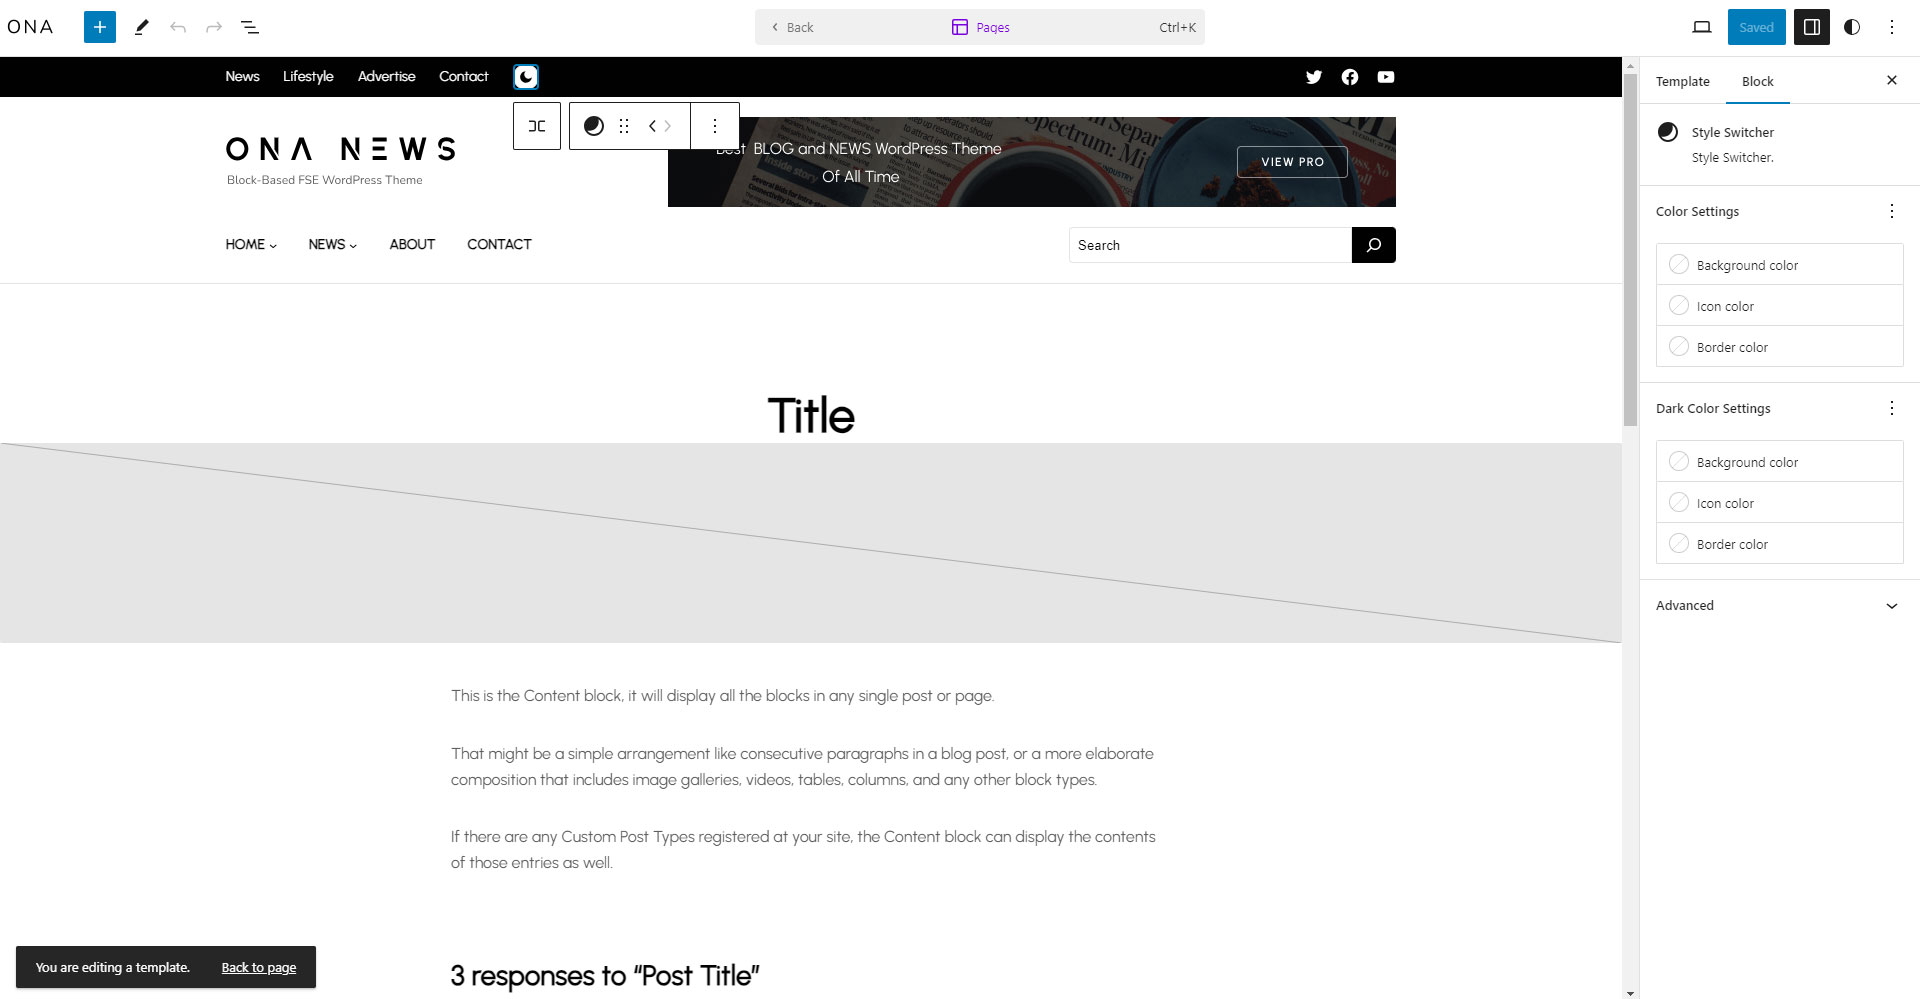 ONA
Back
Pages
Ctrl+K
Saved
News Lifestyle Advertise Contact
ONA NEWS
Block-Based FSE WordPress Theme
Best BLOG and NEWS WordPress Theme
Of All Time
VIEW PRO
inside story
HOME NEWS ABOUT CONTACT
Search
Title
This is the Content block, it will display all the blocks in any single post or page.
That might be a simple arrangement like consecutive paragraphs in a blog post, or a more elaborate
composition that includes image galleries, videos, tables, columns, and any other block types.
If there are any Custom Post Types registered at your site, the Content block can display the contents
of those entries as well.
3 responses to “Post Title”
You are editing a template. Back to page
Template Block
Style Switcher
Style Switcher.
Color Settings
Background color
Icon color
Border color
Dark Color Settings
Background color
Icon color
Border color
Advanced